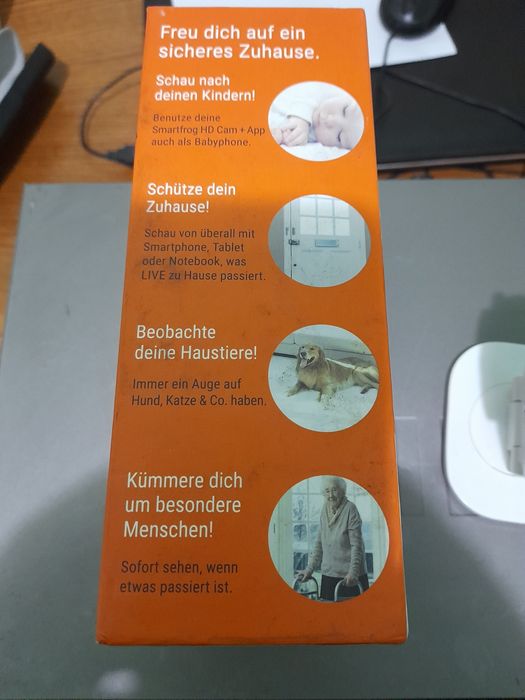 Freu dich auf ein
sicheres Zuhause.
Schau nach
deinen Kindern!
Benutze deine
Smartfrog HD Cam + App
auch als Babyphone.
Schütze dein
Zuhause!
Schau von überall mit
Smartphone, Tablet
oder Notebook, was
LIVE zu Hause passiert.
Beobachte
deine Haustiere!
Immer ein Auge auf
Hund, Katze & Co. haben.
Kümmere dich
um besondere
Menschen!
Sofort sehen, wenn
etwas passiert ist.